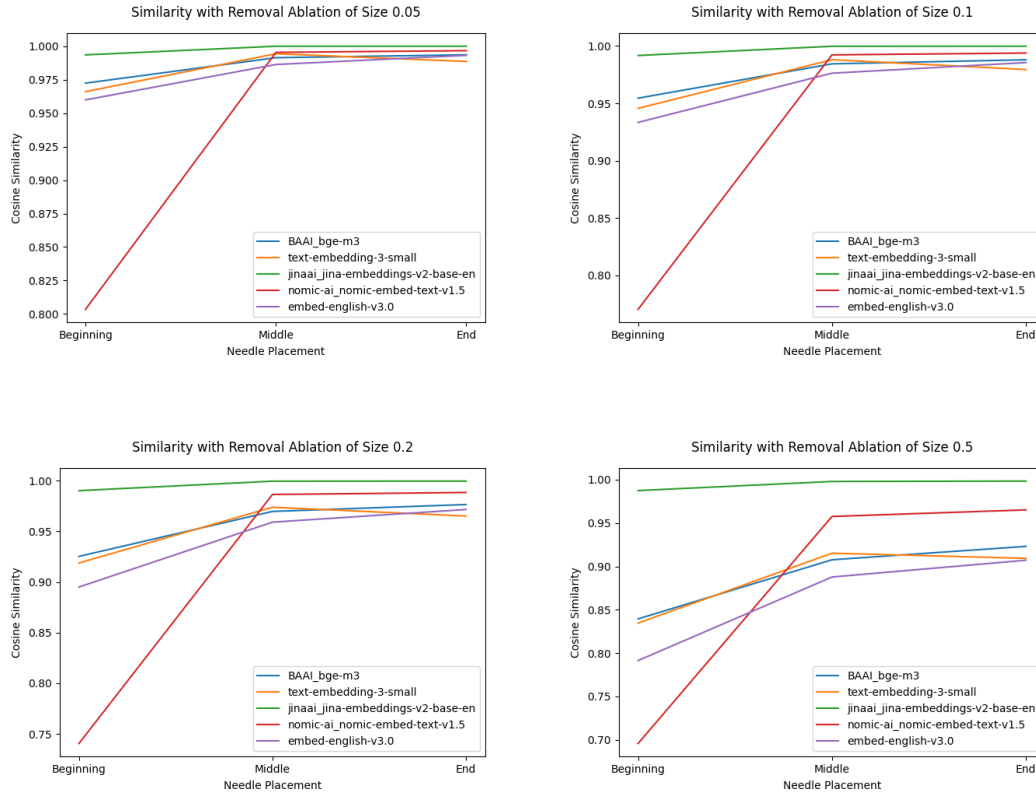 Similarity with Removal Ablation of Size 0.05
1.000
0.975
0.950
0.925
0.900
0.875
0.850
0.825
0.800
Cosine Similarity
BAAI_bge-m3
text-embedding-3-small
jinaai_jina-embeddings-v2-base-en
nomic-ai_nomic-embed-text-v1.5
embed-english-v3.0
Beginning
Middle
End
Needle Placement
Similarity with Removal Ablation of Size 0.1
1.00
0.95
0.90
0.85
0.80
Cosine Similarity
BAAI_bge-m3
text-embedding-3-small
jinaai_jina-embeddings-v2-base-en
nomic-ai_nomic-embed-text-v1.5
embed-english-v3.0
Beginning
Middle
End
Needle Placement
Similarity with Removal Ablation of Size 0.2
1.00
0.95
0.90
0.85
0.80
0.75
Cosine Similarity
BAAI_bge-m3
text-embedding-3-small
jinaai_jina-embeddings-v2-base-en
nomic-ai_nomic-embed-text-v1.5
embed-english-v3.0
Beginning
Middle
End
Needle Placement
Similarity with Removal Ablation of Size 0.5
1.00
0.95
0.90
0.85
0.80
0.75
0.70
Cosine Similarity
BAAI_bge-m3
text-embedding-3-small
jinaai_jina-embeddings-v2-base-en
nomic-ai_nomic-embed-text-v1.5
embed-english-v3.0
Beginning
Middle
End
Needle Placement